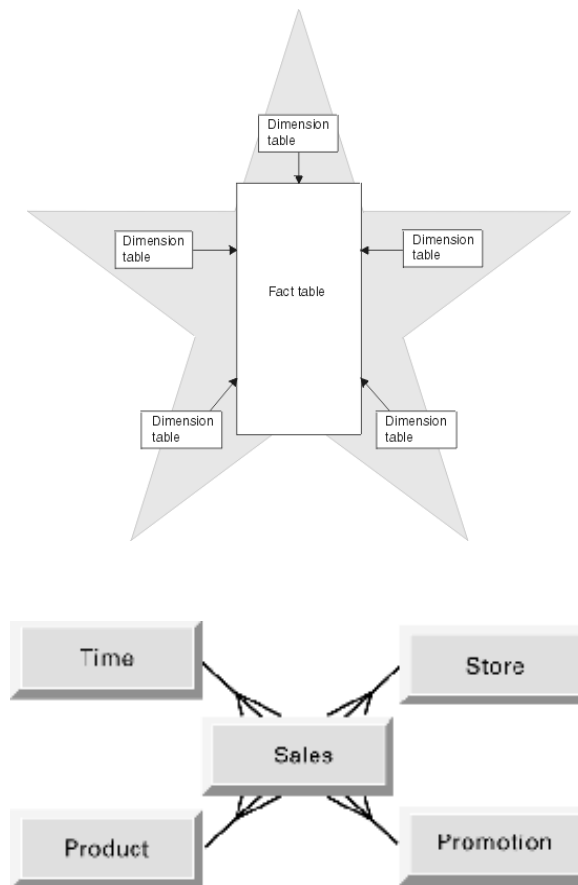 Dimension
table
Dimension
table
Dimension
table
Fact table
Dimension
table
Dimension
table
Time
Store
Sales
Product
Promotion